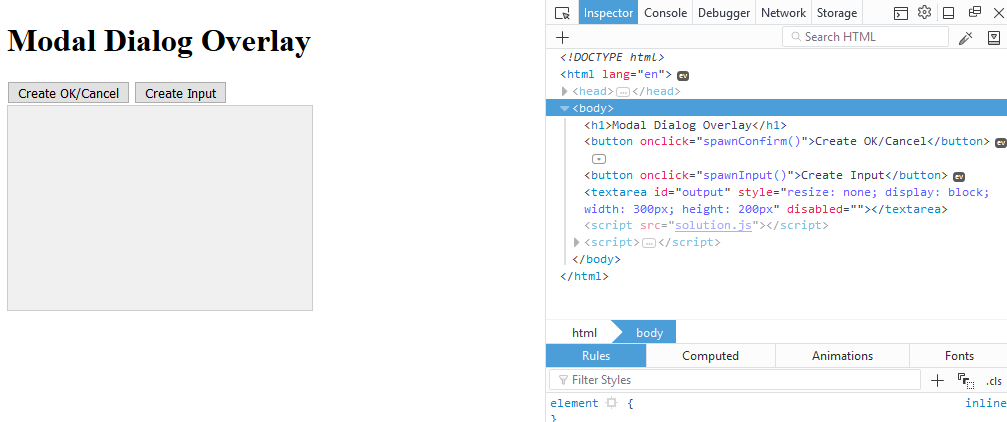 Modal Dialog Overlay
Create OK/Cancel Create Input
Inspector Console Debugger Network Storage
+ Search HTML
<!DOCTYPE html>
<html lang="en"> ev
<head> … </head>
<body>
<h1>Modal Dialog Overlay</h1>
<button onclick="spawnConfirm()">Create OK/Cancel</button> ev
<button onclick="spawnInput()">Create Input</button> ev
<textarea id="output" style="resize: none; display: block;
width: 300px; height: 200px" disabled=""></textarea>
<script src="solution.js"></script>
<script> … </script>
</body>
</html>
html body
Rules Computed Animations Fonts
Filter Styles + .cls
element { inline
}